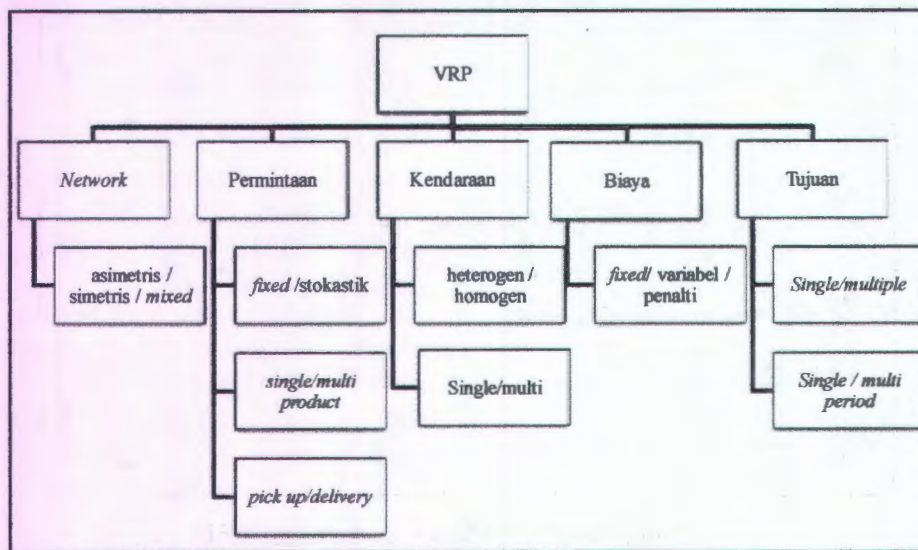 VRP
Network
Permintaan
Kendaraan
Biaya
Tujuan
asimetris /
simetris / mixed
fixed /stokastik
heterogen /
homogen
fixed/ variabel /
penalti
Single/multiple
single/multi
product
Single/multi
Single / multi
period
pick up/delivery